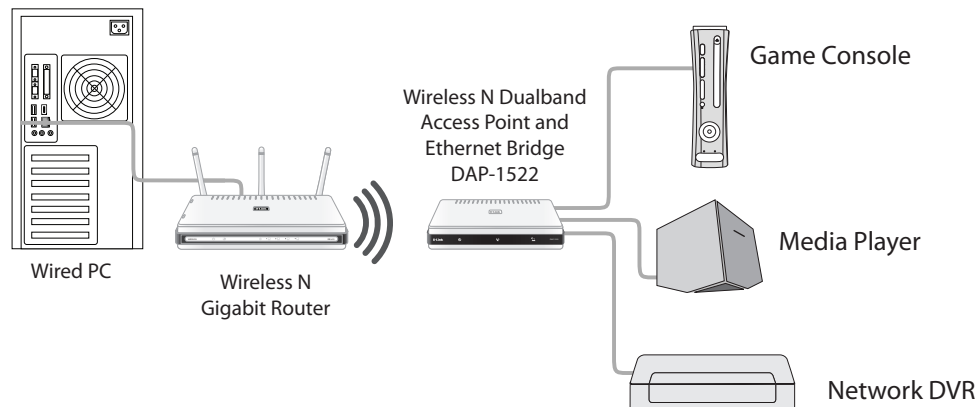 Game Console
Wireless N Dualband
Access Point and
Ethernet Bridge
DAP-1522
Media Player
Wired PC
Wireless N
Gigabit Router
Network DVR